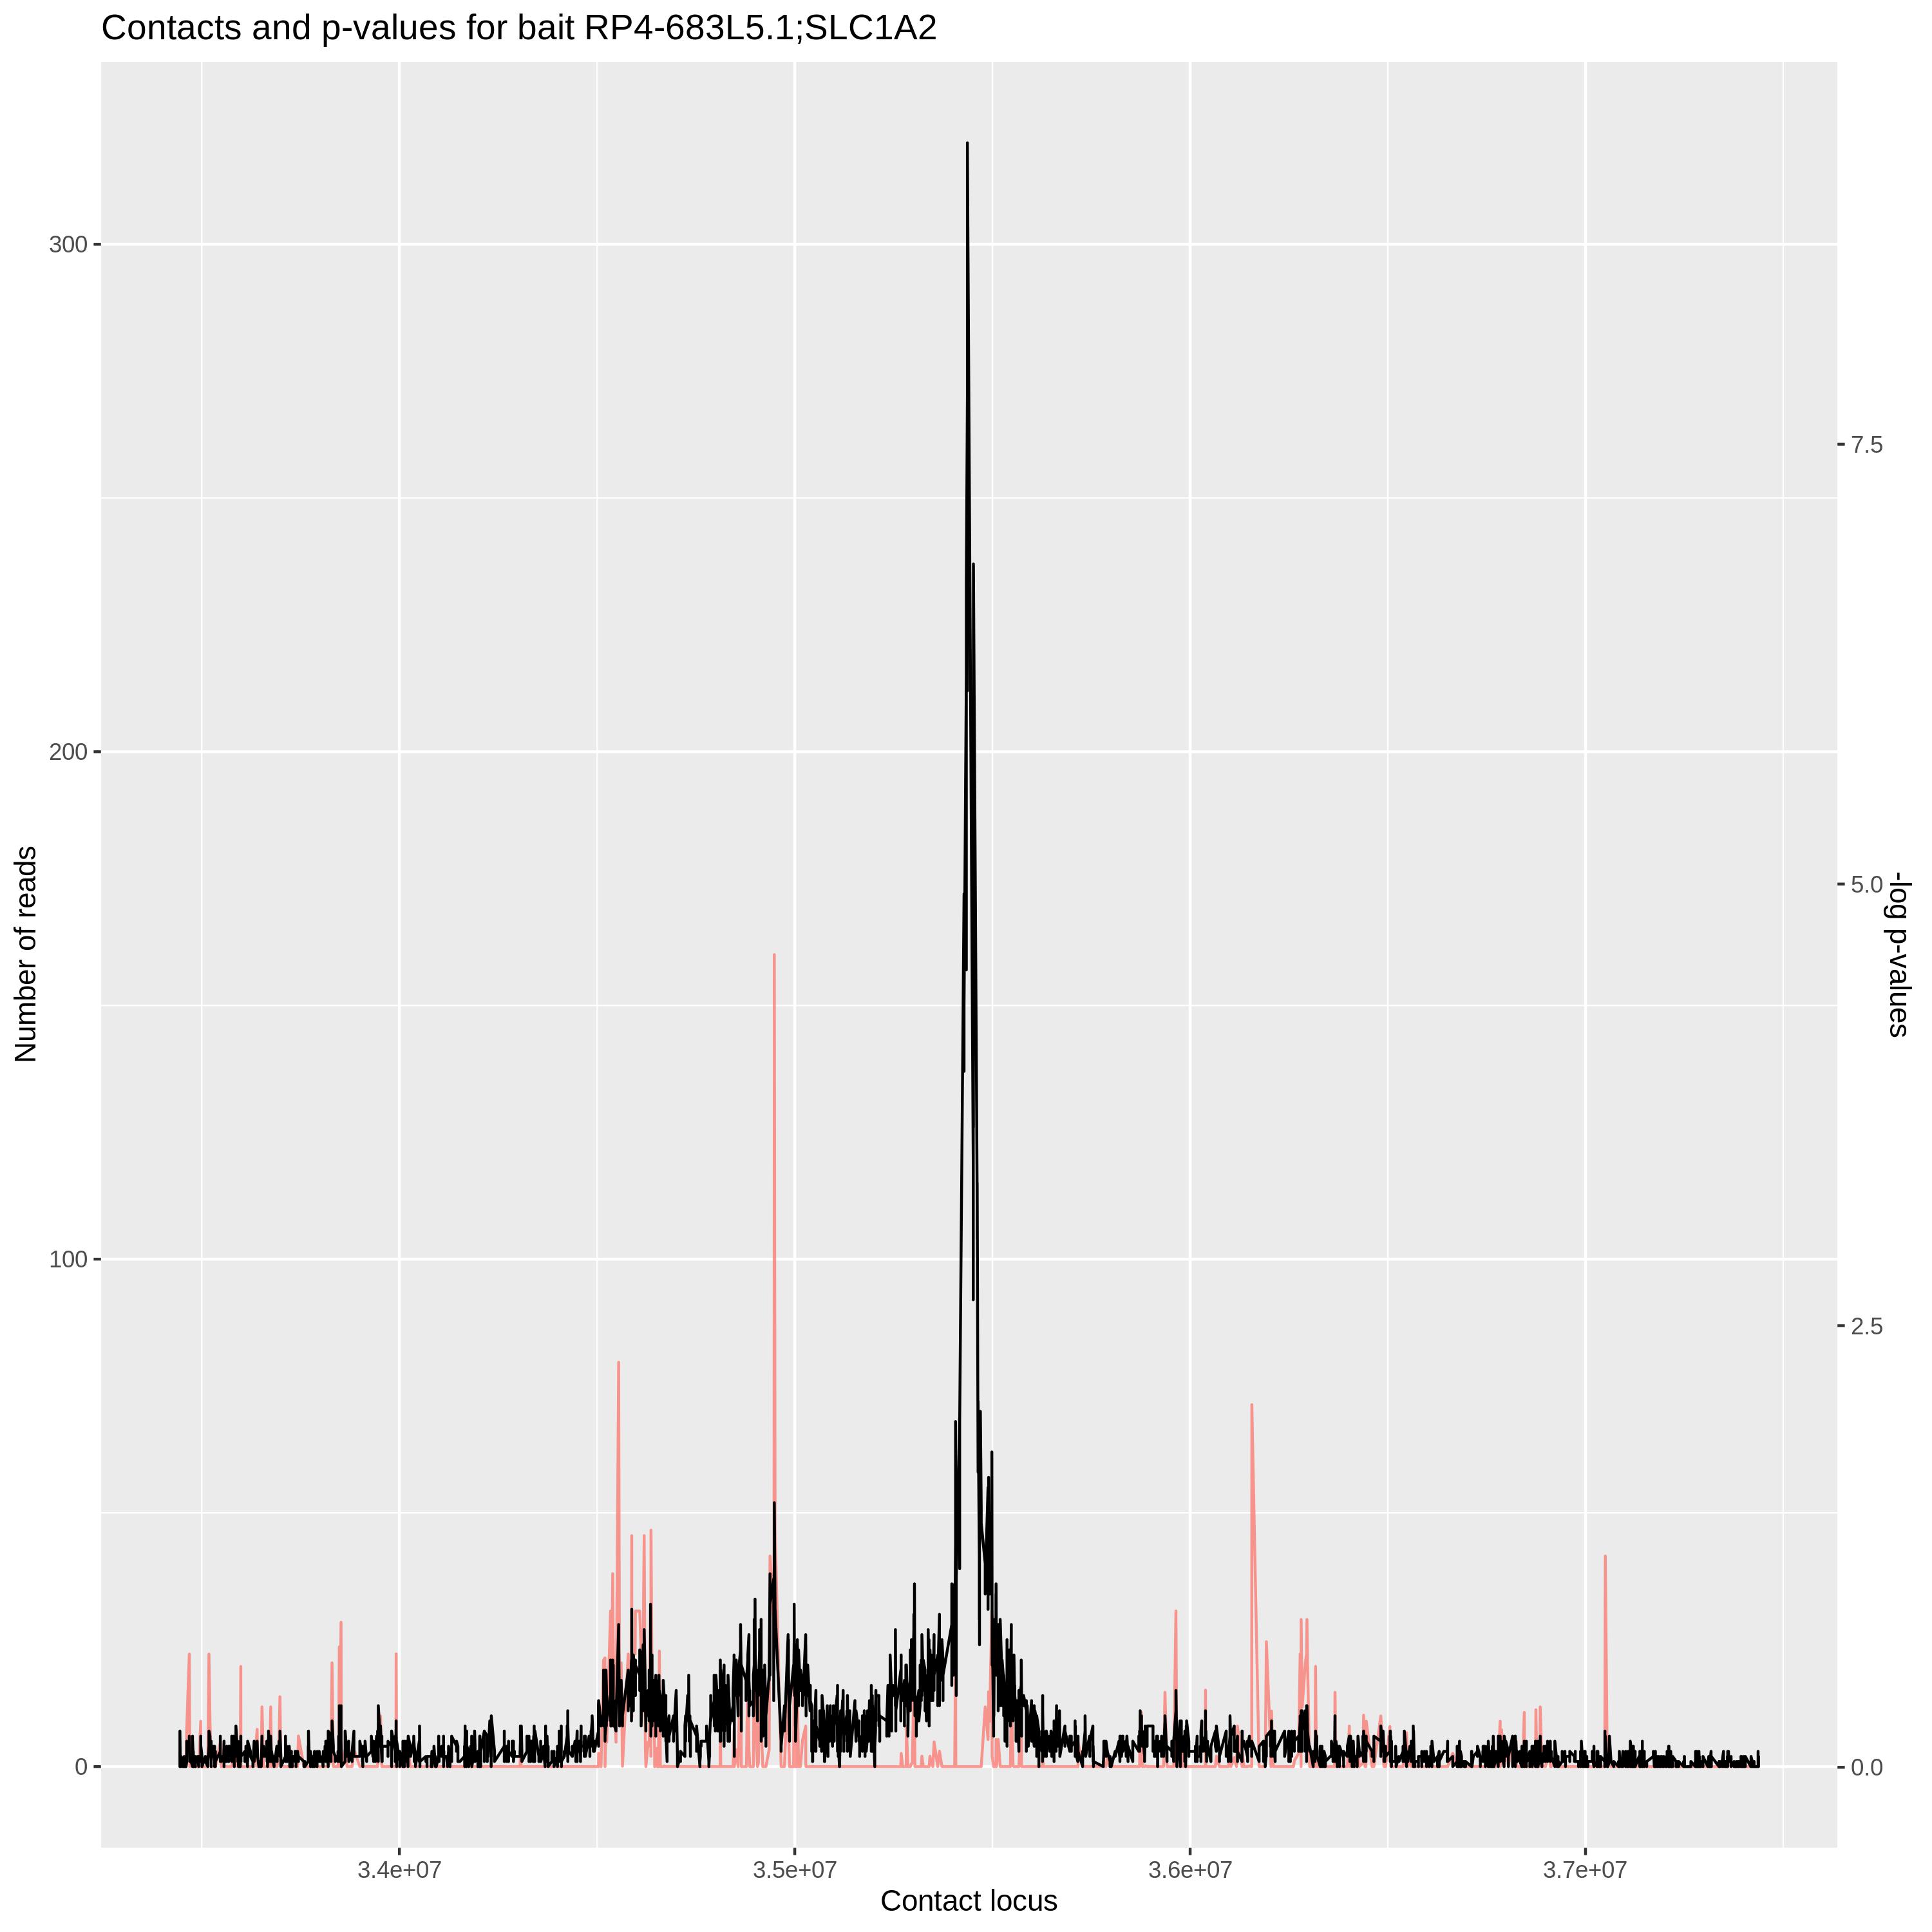 Contacts and p-values for bait RP4-683L5.1;SLC1A2
300
200
100
0
Number of reads
7.5
5.0
2.5
0.0
-log p-values
3.4e+07
3.5e+07
3.6e+07
3.7e+07
Contact locus